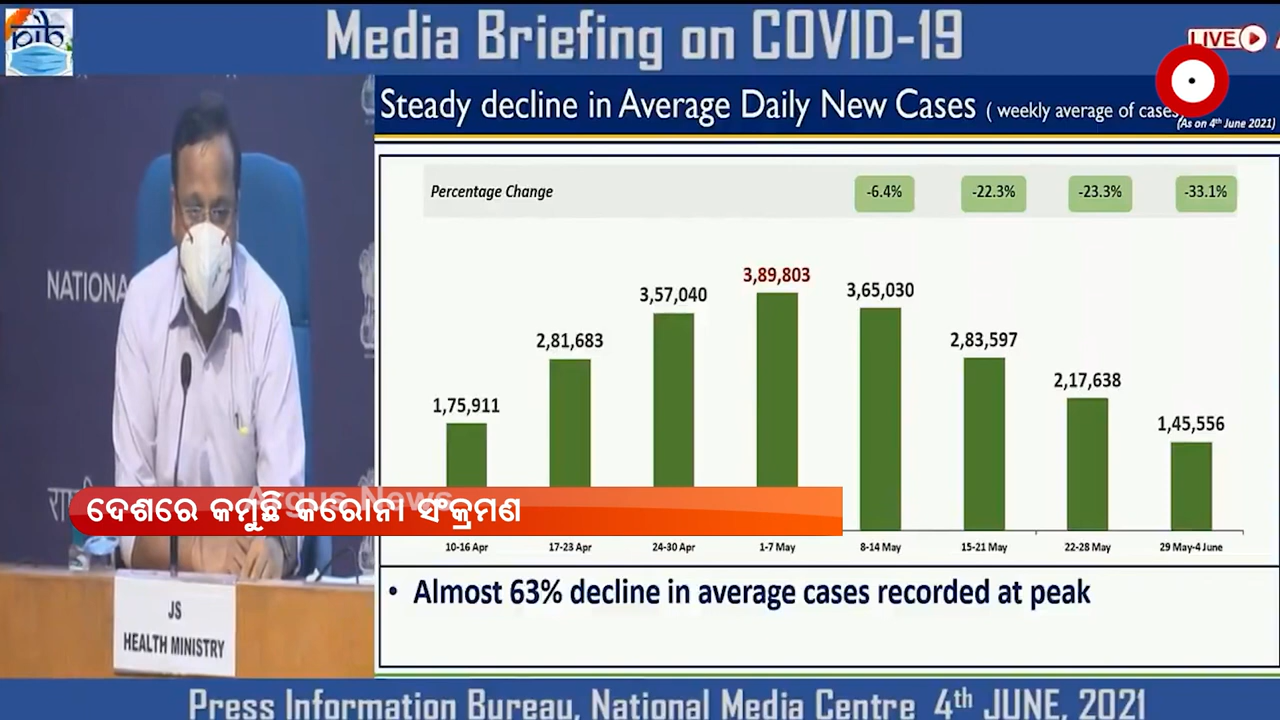 Media Briefing on COVID-19
pib
LIVE
Steady decline in Average Daily New Cases ( weekly average of cases
(As on 4th June 2021)
Percentage Change -6.4% -22.3% -23.3% -33.1%
1,75,911 2,81,683 3,57,040 3,89,803 3,65,030 2,83,597 2,17,638 1,45,556
NATIONA
राष्ट्री
Argus News
ଦେଶରେ କମୁଛି କରୋନା ସଂକ୍ରମଣ
10-16 Apr 17-23 Apr 24-30 Apr 1-7 May 8-14 May 15-21 May 22-28 May 29 May-4 June
• Almost 63% decline in average cases recorded at peak
JS
HEALTH MINISTRY
Press Information Bureau, National Media Centre 4th JUNE, 2021